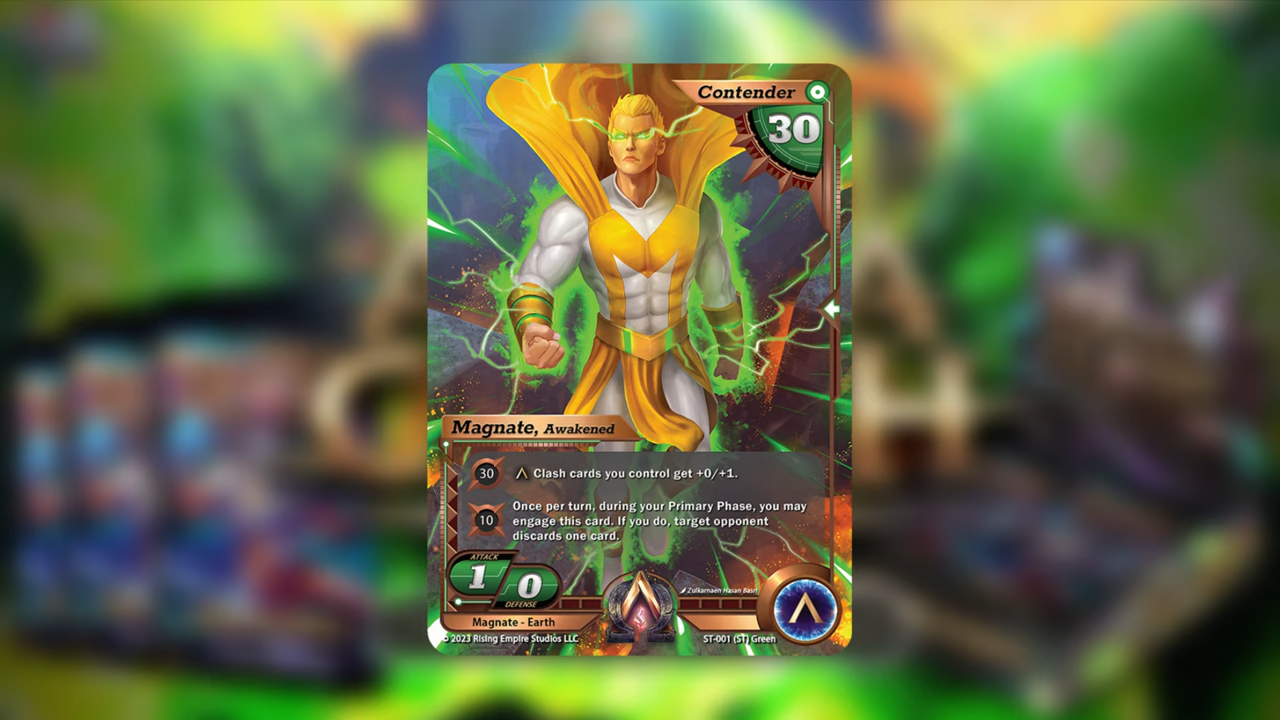 Contender
30
Magnate, Awakened
30 Clash cards you control get +0/+1.
10 Once per turn, during your Primary Phase, you may
engage this card. If you do, target opponent
discards one card.
ATTACK
1
0
DEFENSE
Zulkarnaen Hasan Basri
Magnate - Earth
© 2023 Rising Empire Studios LLC
ST-001 (ST) Green